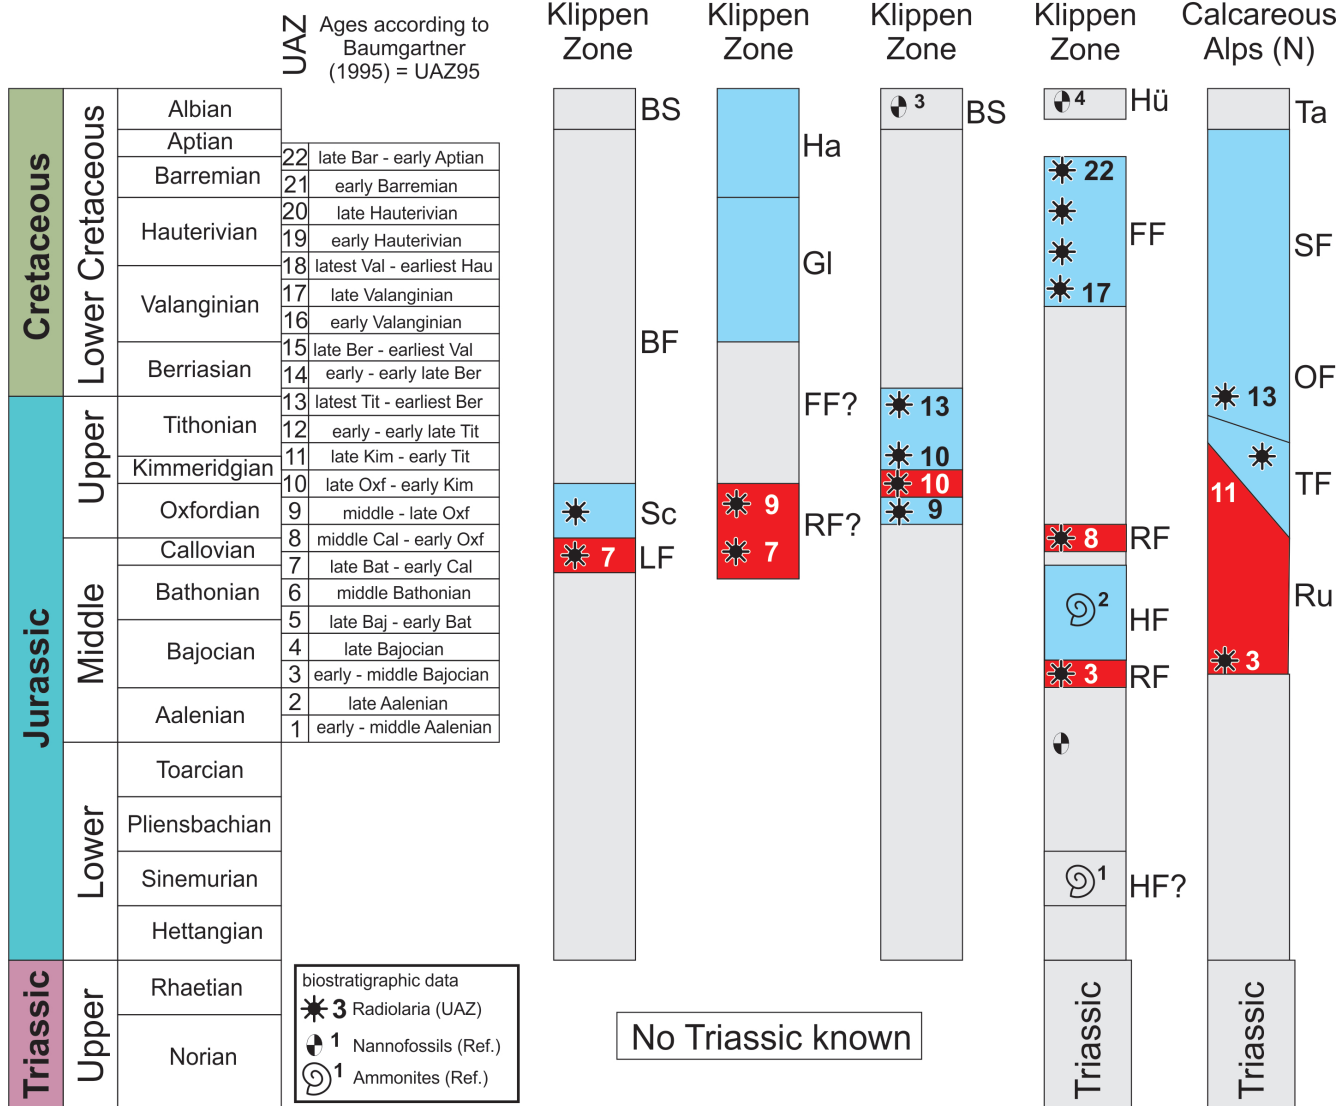 UAZ
Ages according to
Baumgartner
(1995) = UAZ95
Klippen
Zone
Klippen
Zone
Klippen
Zone
Klippen
Zone
Calcareous
Alps (N)
Cretaceous
Lower Cretaceous
Albian
Aptian
Barremian
Hauterivian
Valanginian
Berriasian
Jurassic
Upper
Tithonian
Kimmeridgian
Oxfordian
Middle
Callovian
Bathonian
Bajocian
Aalenian
Lower
Toarcian
Pliensbachian
Sinemurian
Hettangian
Triassic
Upper
Rhaetian
Norian
22 late Bar - early Aptian
21 early Barremian
20 late Hauterivian
19 early Hauterivian
18 latest Val - earliest Hau
17 late Valanginian
16 early Valanginian
15 late Ber - earliest Val
14 early - early late Ber
13 latest Tit - earliest Ber
12 early - early late Tit
11 late Kim - early Tit
10 late Oxf - early Kim
9 middle - late Oxf
8 middle Cal - early Oxf
7 late Bat - early Cal
6 middle Bathonian
5 late Baj - early Bat
4 late Bajocian
3 early - middle Bajocian
2 late Aalenian
1 early - middle Aalenian
BS
BF
Sc
7 LF
Ha
Gl
FF?
9
RF?
7
3 BS
13
10
10
9
4 Hü
22
FF
17
8 RF
2
HF
3 RF
1
HF?
Triassic
Ta
SF
OF
13
TF
11
Ru
3
Triassic
biostratigraphic data
3 Radiolaria (UAZ)
1 Nannofossils (Ref.)
1 Ammonites (Ref.)
No Triassic known